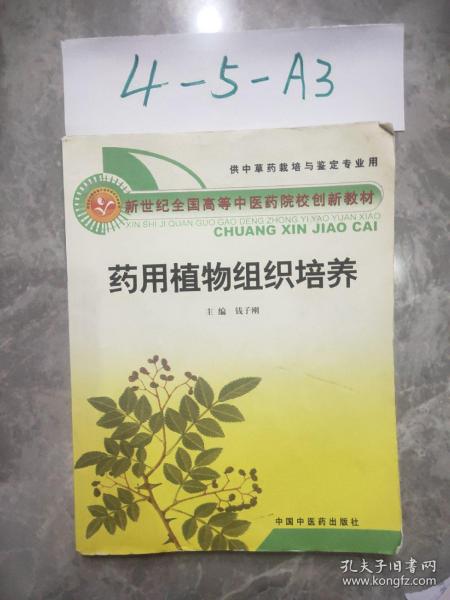 4-5-A3
供中草药栽培与鉴定专业用
新世纪全国高等中医药院校创新教材
XIN SHI JI QUAN GUO GAO DENG ZHONG YI YAO YUAN XIAO
CHUANG XIN JIAO CAI
药用植物组织培养
主编 钱子刚
中国中医药出版社
孔夫子旧书网
www.kongfz.com